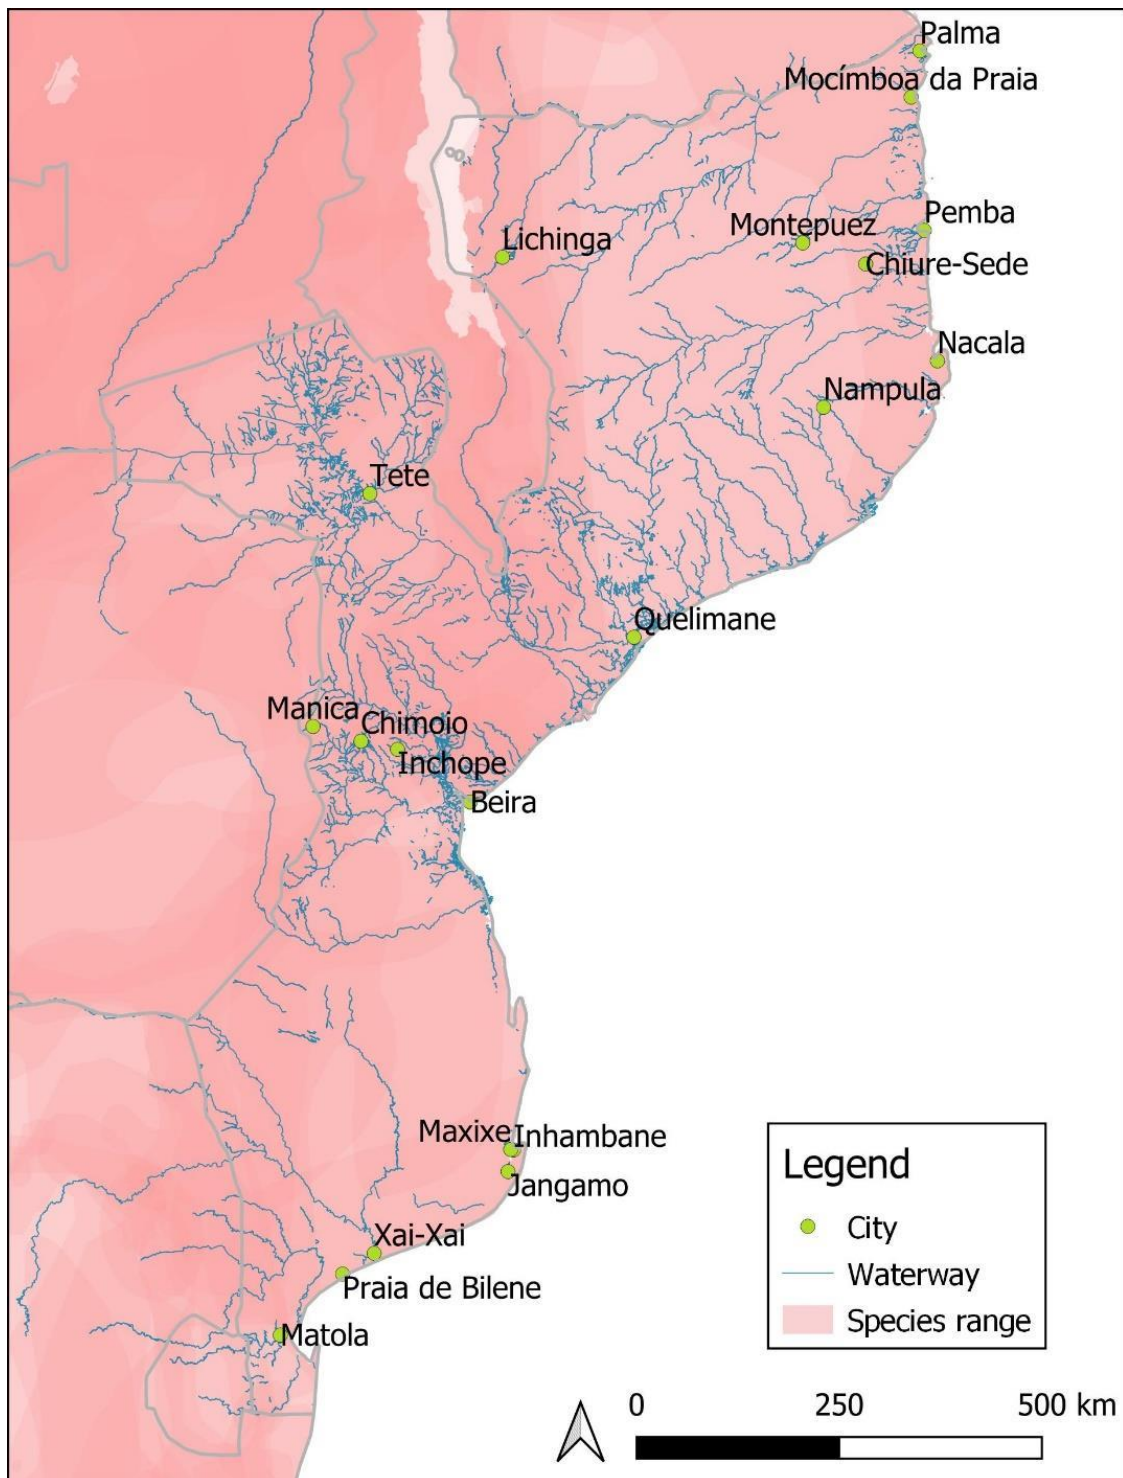 Palma
Mocímboa da Praia
Pemba
Montepuez
Lichinga
Chiure-Sede
Nacala
Nampula
Tete
Quelimane
Manica
Chimoio
Inchope
Beira
Maxixe
Inhambane
Jangamo
Xai-Xai
Praia de Bilene
Matola
Legend
City
Waterway
Species range
0 250 500 km